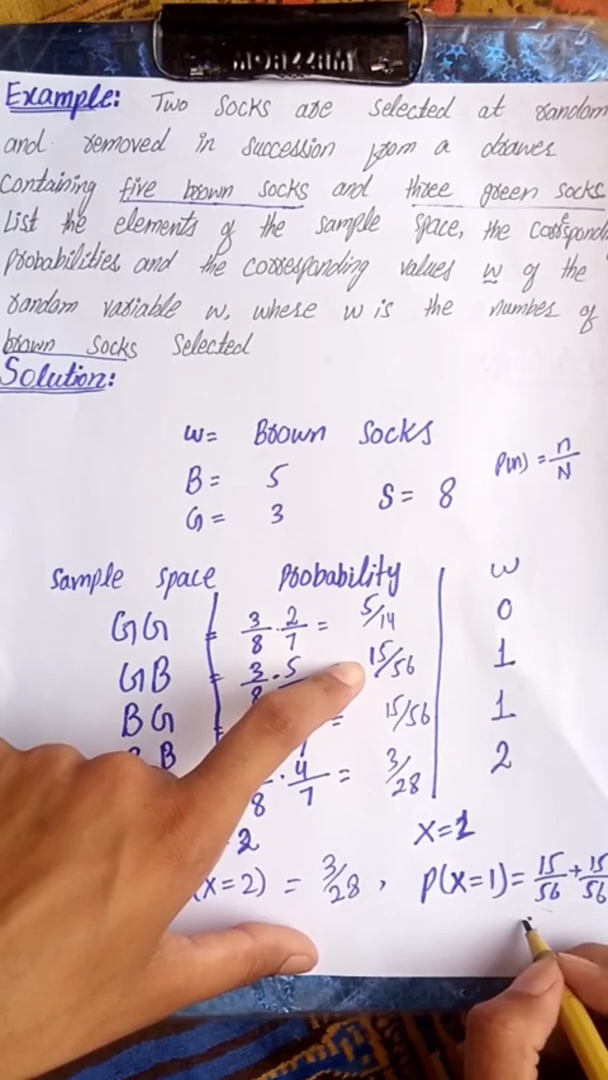 MOAZZAM
Example: Two Socks are selected at random
and removed in succession from a drawer
Containing five brown socks and three green socks.
List the elements of the sample space, the correspond
Probabilities, and the corresponding values w of the
random variable w, where w is the number of
brown socks selected
Solution:
w= Brown Socks
B= 5
G= 3
S= 8
P(n) = n/N
Sample Space Probability w
GG = 3/8 · 2/7 = 5/14 0
GB = 3/8 · 5 15/56 1
BG = = 15/56 1
B 8 · 4/7 = 3/28 2
2 X=1
(X=2) = 3/28, P(X=1)= 15/56 + 15/56